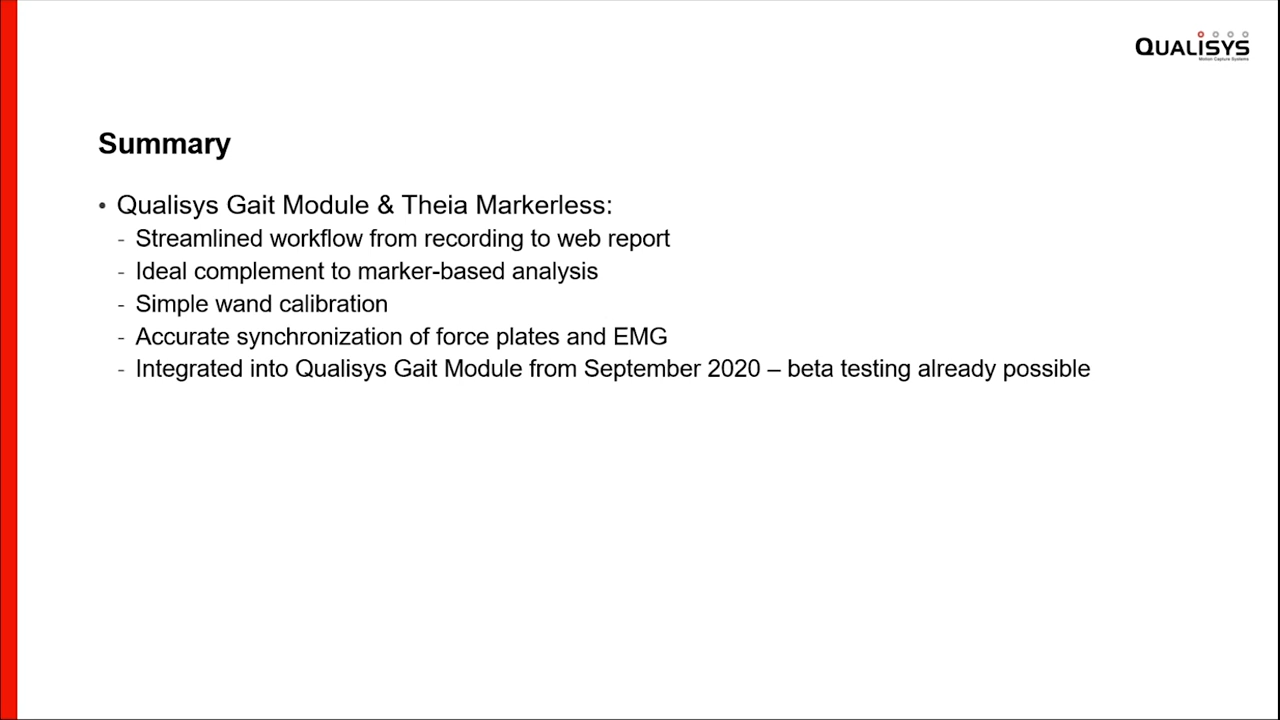 QUALISYS
Motion Capture Systems
Summary
• Qualisys Gait Module & Theia Markerless:
- Streamlined workflow from recording to web report
- Ideal complement to marker-based analysis
- Simple wand calibration
- Accurate synchronization of force plates and EMG
- Integrated into Qualisys Gait Module from September 2020 – beta testing already possible